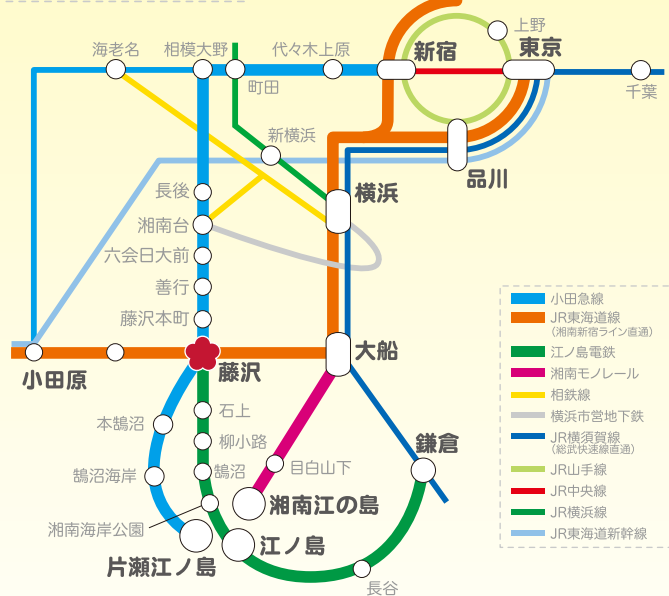 上野
海老名
相模大野
代々木上原
新宿
東京
町田
千葉
新横浜
品川
長後
横浜
湘南台
六会日大前
善行
藤沢本町
小田原
藤沢
大船
石上
本鵠沼
柳小路
鎌倉
目白山下
鵠沼海岸
鵠沼
湘南江の島
湘南海岸公園
江ノ島
片瀬江ノ島
長谷
小田急線
JR東海道線
(湘南新宿ライン直通)
江ノ島電鉄
湘南モノレール
相鉄線
横浜市営地下鉄
JR横須賀線
(総武快速線直通)
JR山手線
JR中央線
JR横浜線
JR東海道新幹線